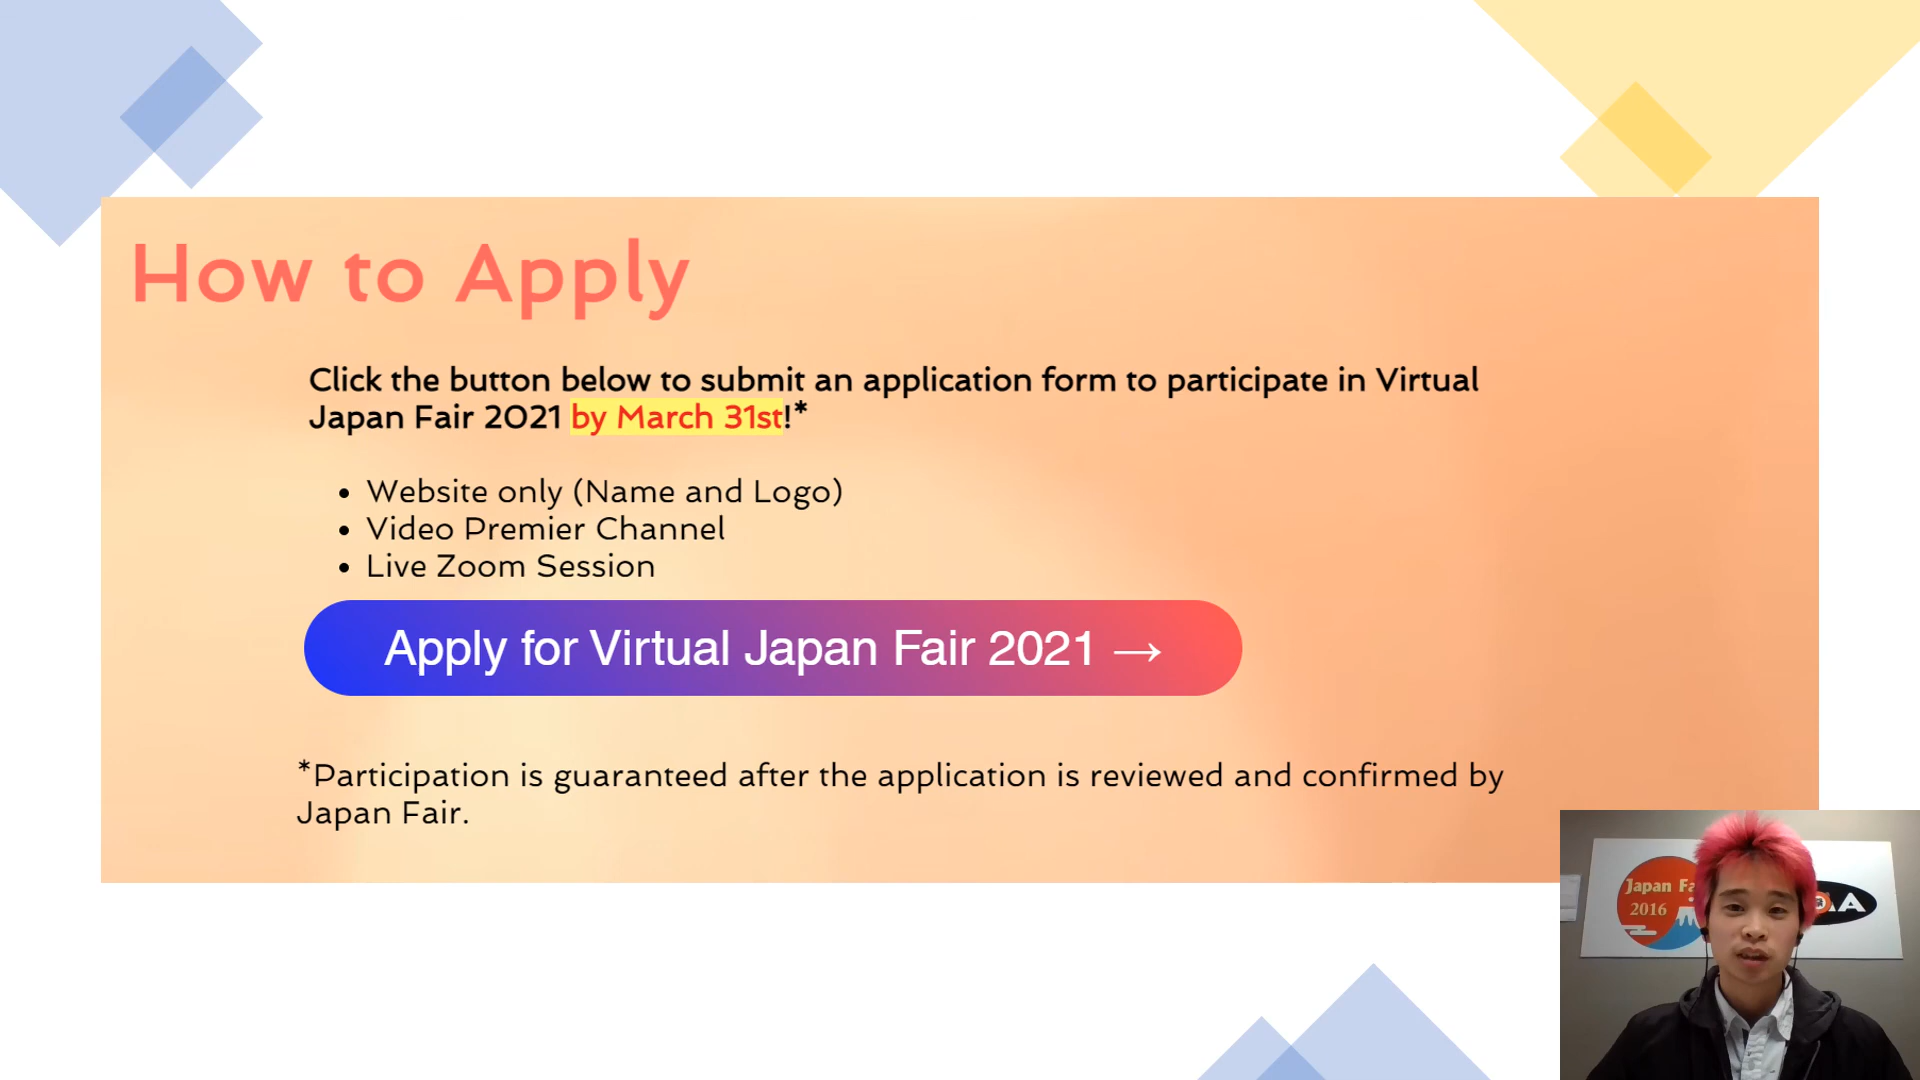 How to Apply
Click the button below to submit an application form to participate in Virtual
Japan Fair 2021 by March 31st!*
• Website only (Name and Logo)
• Video Premier Channel
• Live Zoom Session
Apply for Virtual Japan Fair 2021 →
*Participation is guaranteed after the application is reviewed and confirmed by
Japan Fair.
Japan
2016